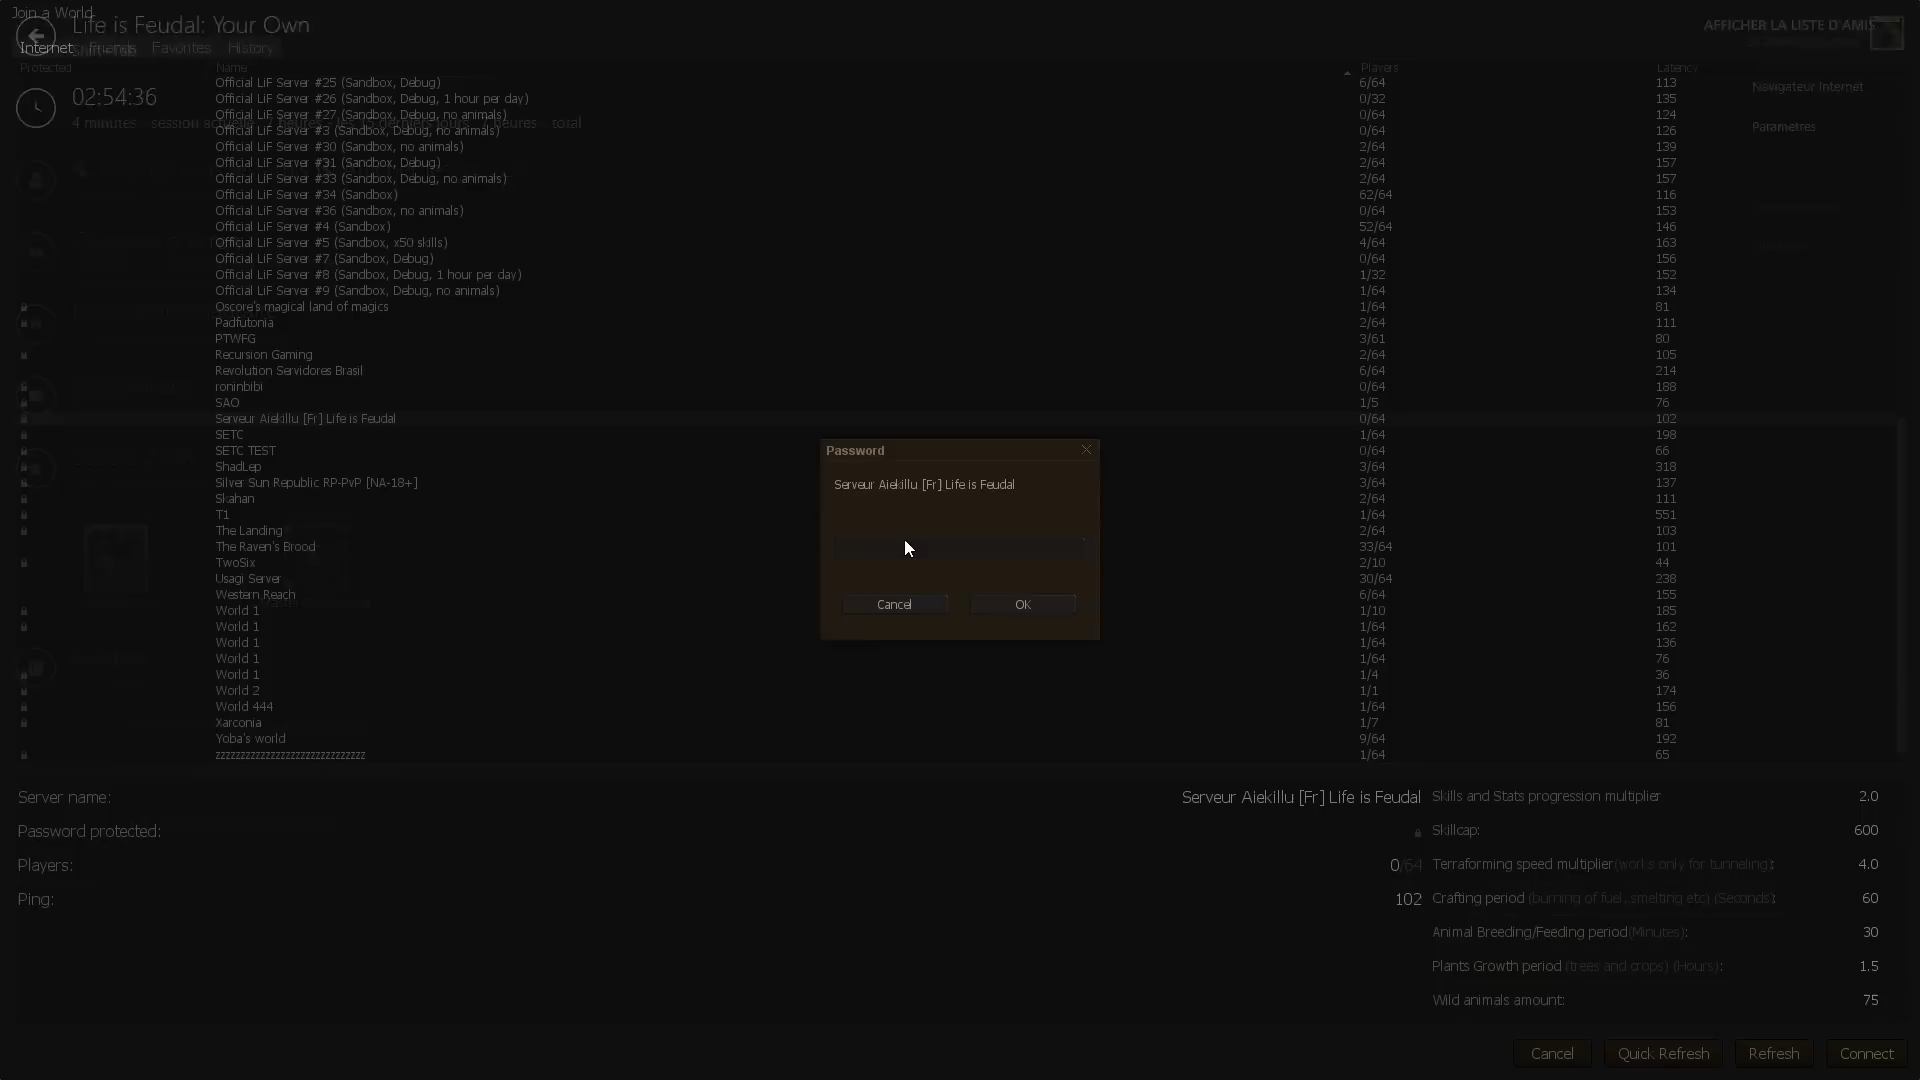 Join a World
Life is Feudal: Your Own
AFFICHER LA LISTE D'AMIS
Internet Friends Favorites History
Shift+Tab
Protected Name Players Latency
Official LiF Server #25 (Sandbox, Debug) 6/64 113
Navigateur Internet
02:54:36
Official LiF Server #26 (Sandbox, Debug, 1 hour per day) 0/32 135
Official LiF Server #27 (Sandbox, Debug, no animals) 0/64 124
4 minutes - session actuelle heures - les 15 derniers jours heures - total
Parametres
Official LiF Server #3 (Sandbox, Debug, no animals) 0/64 126
Official LiF Server #30 (Sandbox, no animals) 2/64 139
Official LiF Server #31 (Sandbox, Debug) 2/64 157
Official LiF Server #33 (Sandbox, Debug, no animals) 2/64 157
Official LiF Server #34 (Sandbox) 62/64 116
Official LiF Server #36 (Sandbox, no animals) 0/64 153
Official LiF Server #4 (Sandbox) 52/64 146
Official LiF Server #5 (Sandbox, x50 skills) 4/64 163
Official LiF Server #7 (Sandbox, Debug) 0/64 156
Official LiF Server #8 (Sandbox, Debug, 1 hour per day) 1/32 152
Official LiF Server #9 (Sandbox, Debug, no animals) 1/64 134
Oscore's magical land of magics 1/64 81
Padfutonia 2/64 111
PTWFG 3/61 80
Recursion Gaming 2/64 105
Revolution Servidores Brasil 6/64 214
roninbibi 0/64 188
SAO 1/5 76
Serveur Aiekillu [Fr] Life is Feudal 0/64 102
SETC 1/64 198
SETC TEST 0/64 66
ShadLep 3/64 318
Silver Sun Republic RP-PvP [NA-18+] 3/64 137
Skahan 2/64 111
T1 1/64 551
The Landing 2/64 103
The Raven's Brood 33/64 101
TwoSix 2/10 44
Usagi Server 30/64 238
Western Reach 6/64 155
World 1 1/10 185
World 1 1/64 162
World 1 1/64 136
World 1 1/64 76
World 1 1/4 36
World 2 1/1 174
World 444 1/64 156
Xarconia 1/7 81
Yoba's world 9/64 192
zzzzzzzzzzzzzzzzzzzzzzzzzzzzzz 1/64 65
Password
Serveur Aiekillu [Fr] Life is Feudal
Cancel OK
Server name: Serveur Aiekillu [Fr] Life is Feudal
Password protected:
Players: 0/64
Ping: 102
Skills and Stats progression multiplier 2.0
Skillcap: 600
Terraforming speed multiplier(works only for tunneling): 4.0
Crafting period (burning of fuel, smelting etc) (Seconds): 60
Animal Breeding/Feeding period(Minutes): 30
Plants Growth period (trees and crops) (Hours): 1.5
Wild animals amount: 75
Cancel Quick Refresh Refresh Connect